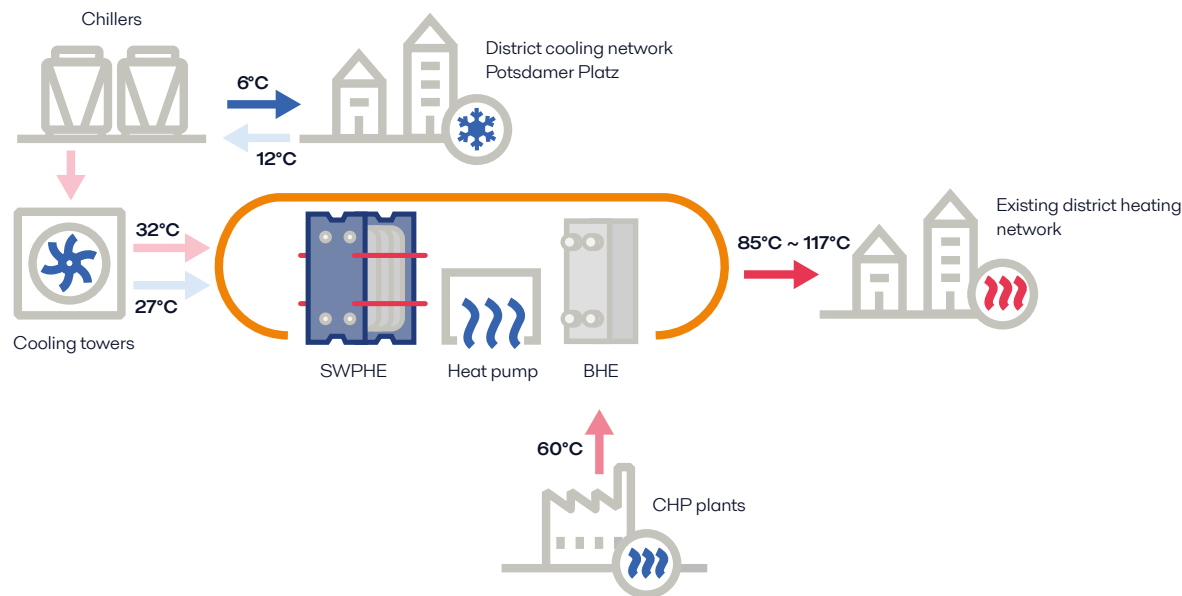 Chillers
District cooling network
Potsdamer Platz
6°C
12°C
32°C
27°C
Cooling towers
SWPHE
Heat pump
BHE
85°C ~ 117°C
Existing district heating
network
60°C
CHP plants